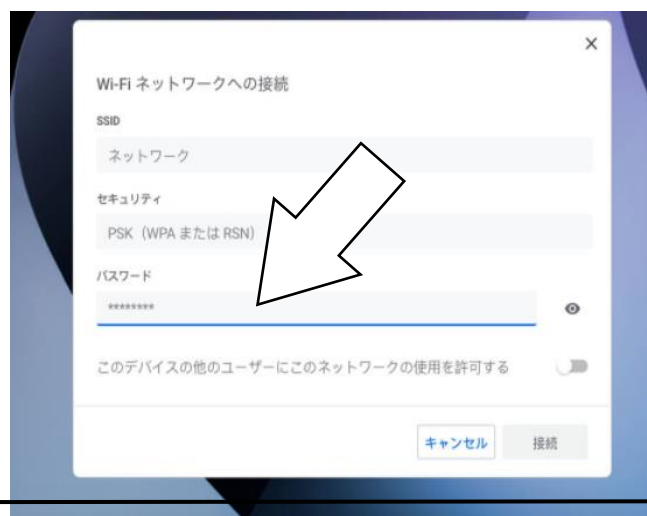 Wi-Fi ネットワークへの接続
SSID
ネットワーク
セキュリティ
PSK（WPA または RSN）
パスワード
********
このデバイスの他のユーザーにこのネットワークの使用を許可する
キャンセル
接続